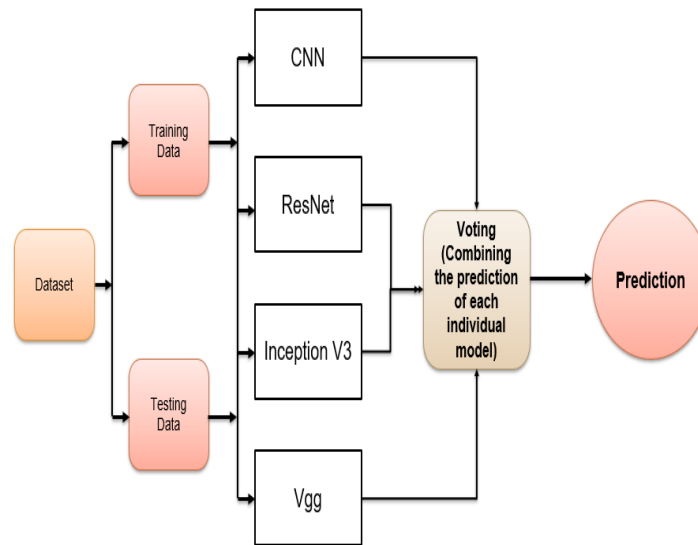 Dataset
Training
Data
Testing
Data
CNN
ResNet
Inception V3
Vgg
Voting
(Combining
the prediction
of each
individual
model)
Prediction